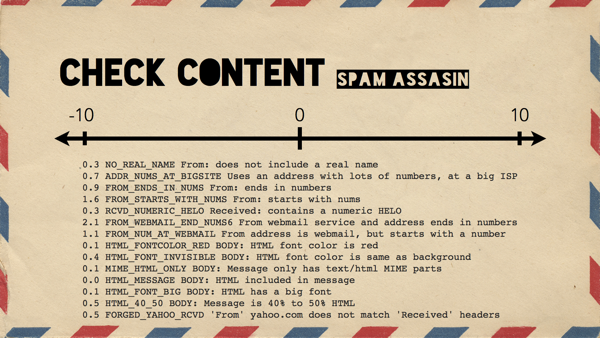 CHECK CONTENT SPAM ASSASIN
-10 0 10
0.3 NO_REAL_NAME From: does not include a real name
0.7 ADDR_NUMS_AT_BIGSITE Uses an address with lots of numbers, at a big ISP
0.9 FROM_ENDS_IN_NUMS From: ends in numbers
1.6 FROM_STARTS_WITH_NUMS From: starts with nums
0.3 RCVD_NUMERIC_HELO Received: contains a numeric HELO
2.1 FROM_WEBMAIL_END_NUMS6 From webmail service and address ends in numbers
1.1 FROM_NUM_AT_WEBMAIL From address is webmail, but starts with a number
0.1 HTML_FONTCOLOR_RED BODY: HTML font color is red
0.4 HTML_FONT_INVISIBLE BODY: HTML font color is same as background
0.1 MIME_HTML_ONLY BODY: Message only has text/html MIME parts
0.0 HTML_MESSAGE BODY: HTML included in message
0.1 HTML_FONT_BIG BODY: HTML has a big font
0.5 HTML_40_50 BODY: Message is 40% to 50% HTML
0.5 FORGED_YAHOO_RCVD 'From' yahoo.com does not match 'Received' headers